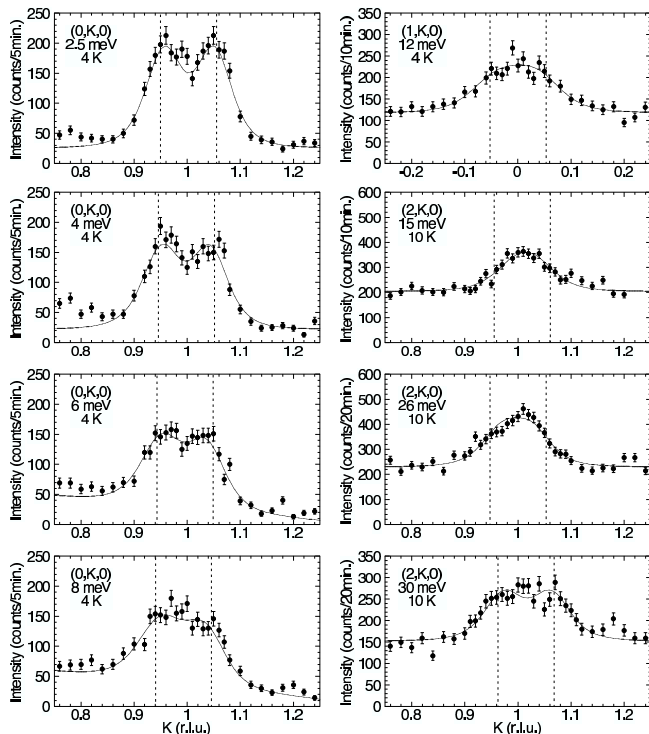 250
200
150
100
50
0
Intensity (counts/5min.)
(0,K,0)
2.5 meV
4 K
0.8 0.9 1 1.1 1.2
350
300
250
200
150
100
50
0
Intensity (counts/10min.)
(1,K,0)
12 meV
4 K
-0.2 -0.1 0 0.1 0.2
250
200
150
100
50
0
Intensity (counts/5min.)
(0,K,0)
4 meV
4 K
0.8 0.9 1 1.1 1.2
600
500
400
300
200
100
0
Intensity (counts/10min.)
(2,K,0)
15 meV
10 K
0.8 0.9 1 1.1 1.2
250
200
150
100
50
0
Intensity (counts/5min.)
(0,K,0)
6 meV
4 K
0.8 0.9 1 1.1 1.2
600
500
400
300
200
100
0
Intensity (counts/20min.)
(2,K,0)
26 meV
10 K
0.8 0.9 1 1.1 1.2
250
200
150
100
50
0
Intensity (counts/5min.)
(0,K,0)
8 meV
4 K
0.8 0.9 1 1.1 1.2
K (r.l.u.)
350
300
250
200
150
100
50
0
Intensity (counts/20min.)
(2,K,0)
30 meV
10 K
0.8 0.9 1 1.1 1.2
K (r.l.u.)